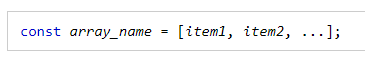 const array_name = [item1, item2, ...];